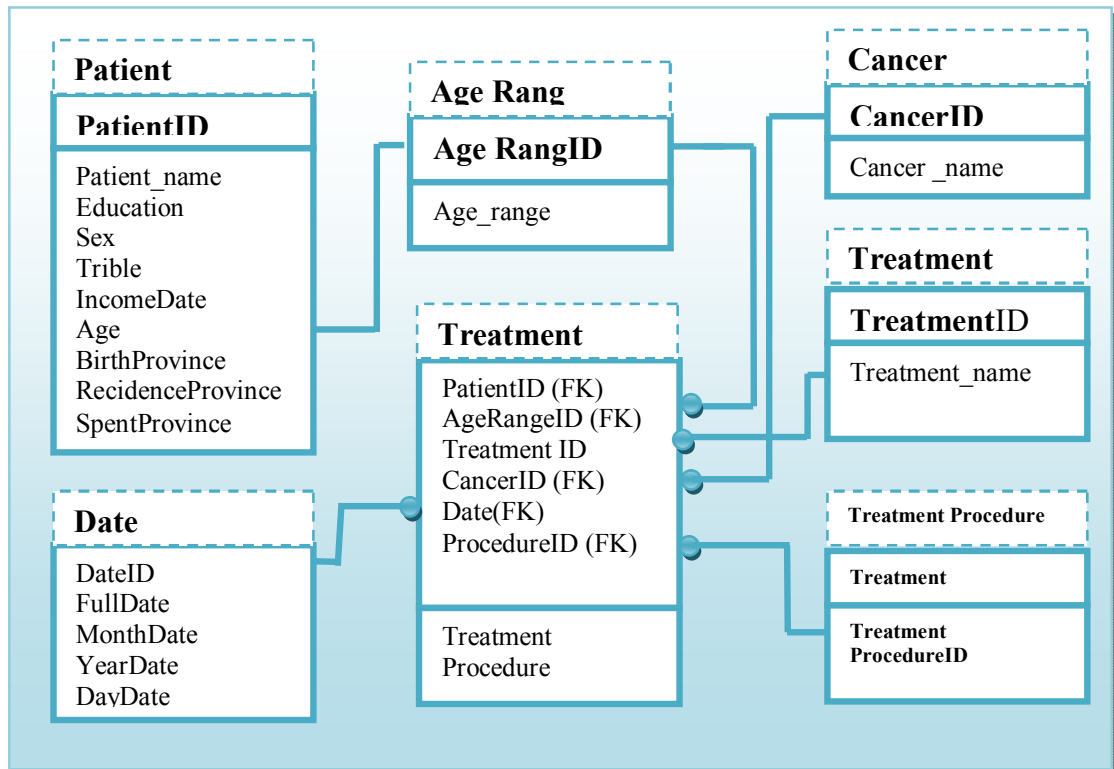 Patient
PatientID
Patient_name
Education
Sex
Trible
IncomeDate
Age
BirthProvince
RecidenceProvince
SpentProvince
Age Rang
Age RangID
Age_range
Cancer
CancerID
Cancer _name
Treatment
TreatmentID
Treatment_name
Treatment
PatientID (FK)
AgeRangeID (FK)
Treatment ID
CancerID (FK)
Date(FK)
ProcedureID (FK)
Treatment
Procedure
Date
DateID
FullDate
MonthDate
YearDate
DayDate
Treatment Procedure
Treatment
Treatment
ProcedureID